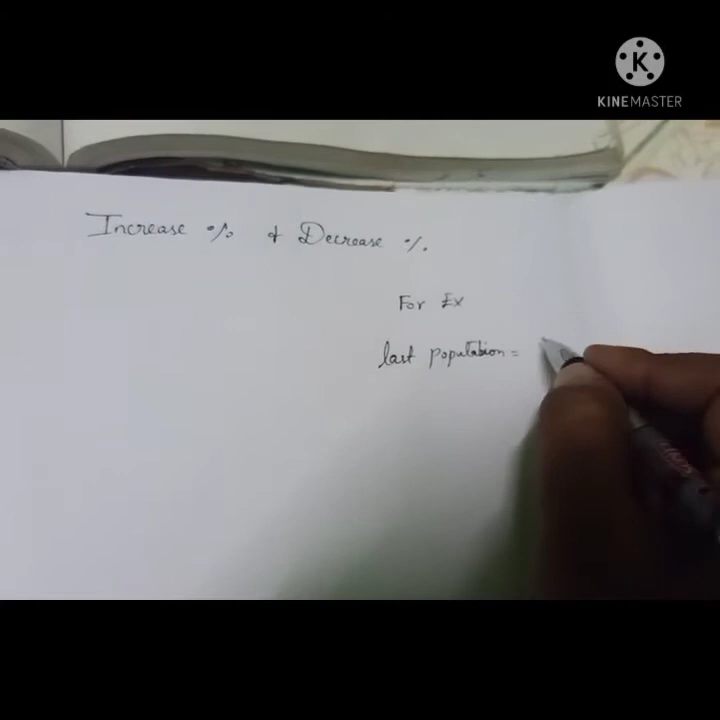 K
KINEMASTER
Increase % & Decrease %.
For Ex
last population =